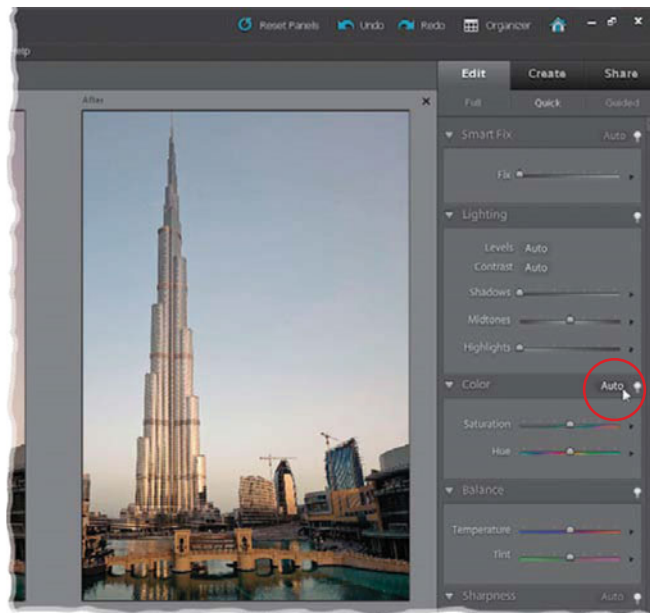 Reset Panels Undo Redo Organizer
elp
Edit Create Share
After
Full Quick Guided
Smart Fix Auto
Fix
Lighting
Levels Auto
Contrast Auto
Shadows
Midtones
Highlights
Color Auto
Saturation
Hue
Balance
Temperature
Tint
Sharpness Auto